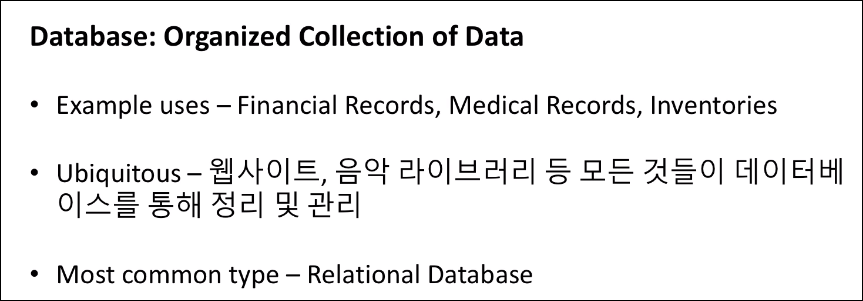 Database: Organized Collection of Data
• Example uses – Financial Records, Medical Records, Inventories
• Ubiquitous – 웹사이트, 음악 라이브러리 등 모든 것들이 데이터베
이스를 통해 정리 및 관리
• Most common type – Relational Database